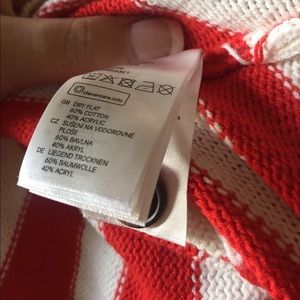 clevercare.info
GB DRY FLAT
60% COTTON
40% ACRYLIC
CZ SUŠENÍ NA VODOROVNÉ
PLOŠE
60% BAVLNA
40% AKRYL
DE LIEGEND TROCKNEN
60% BAUMWOLLE
40% ACRYL